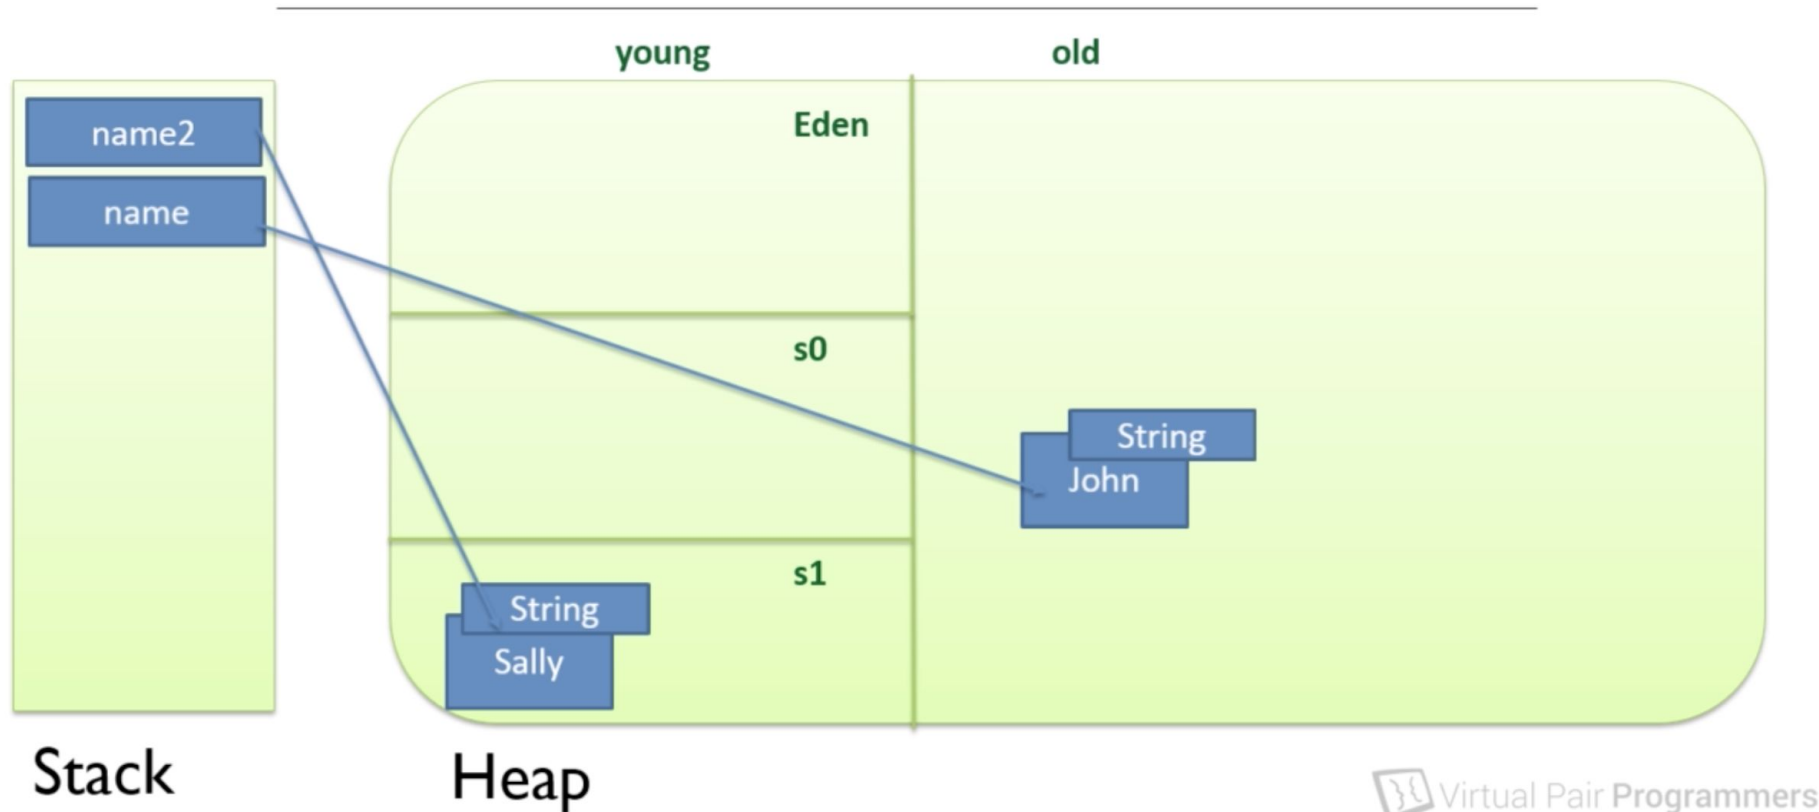 young
old
name2
Eden
name
s0
String
John
s1
String
Sally
Stack
Heap
Virtual Pair Programmers